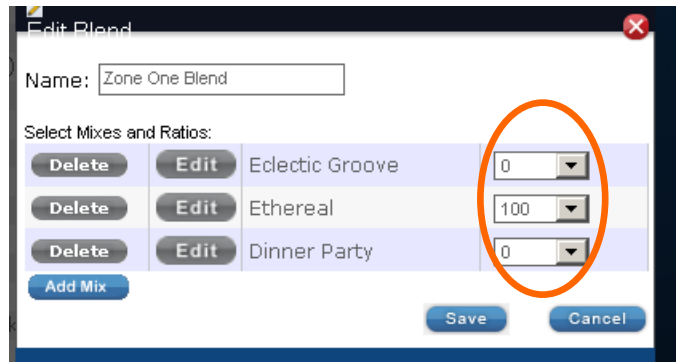 Edit Blend
Name: Zone One Blend
Select Mixes and Ratios:
Delete Edit Eclectic Groove 0
Delete Edit Ethereal 100
Delete Edit Dinner Party 0
Add Mix
Save Cancel